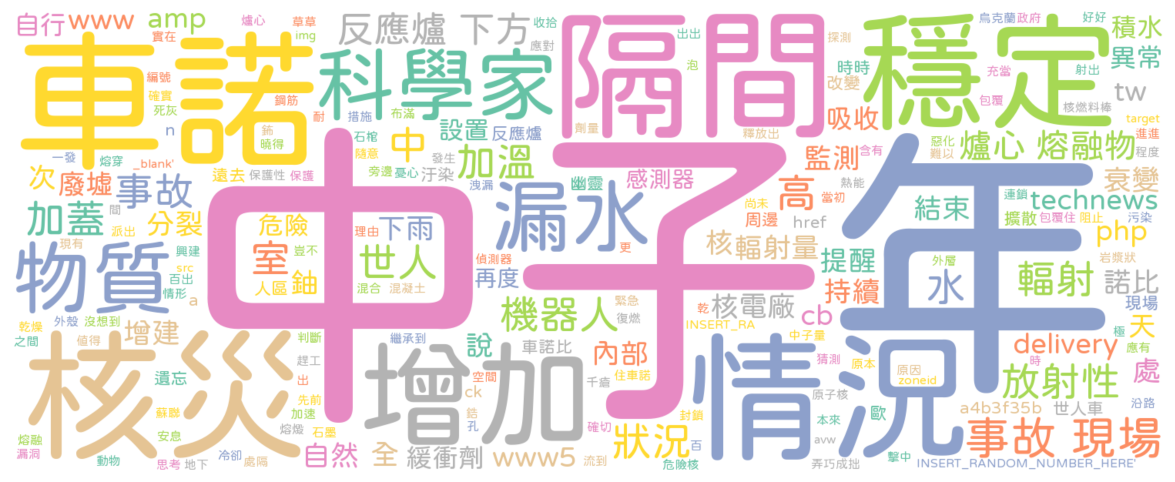 自行 www amp
車諾
實在 爐心 草草 img
編號 確實 死灰 鋼筋 耐
一發 n 鈽 曉得 措施 布滿
反應爐 下方 應對 收拾
科學家 出出 泡
隔間
探測 時時 改變
烏克蘭政府 好好 充當 射出 包覆
積水
異常
穩定
tw
核燃料棒 target
石棺 設置 反應爐 劑量 釋放出
吸收
熔穿 _blank' 隨意 中 發生
次 廢墟 事故 遠去 保護性 保護 旁邊 憂心 汙染
加溫 幽靈 感測器 監測 含有
惡化 難以 爐心 熔融物 進進 程度
加蓋 間 分裂 危險 下雨 洩漏
漏水
高 當初 熱能
衰變
連鎖 technews
派出 理由 尚未 周邊 href 結束 擴散 包覆住 阻止 污染
物質
現有 興建 src 百出 情形 a
室 豈不 人區 鈾 世人 混合 混凝土
偵測器 更 再度
核 輻射量 提醒 php
外層 水 輻射 岩漿狀 諾比
持續 現場
中子年
乾燥 之間 外殼 沒想到 值得 增建
判斷 繼承到 機器人 緊急 復燃 乾 核電廠 cb
INSERT_RA 中子量 天 極 應有
核災
趕工 出 先前 遺忘 加速 蘇聯 石墨
增加
說 車諾比 空間 ck 千瘡 鋯 孔 內部 住車諾
情況
猜測 原本 原因 zoneid 時 delivery
放射性 處
原子核 本來 歐 a4b3f35b 世人車 沿路
熔融 漏洞 安息 熔燬 動物 思考 地下 冷卻 處隔
自然 全 緩衝劑 www5 流到 確切 狀況 封鎖 百 危險核 avw 弄巧成拙 擊中
事故 現場
INSERT_RANDOM_NUMBER_HERE'